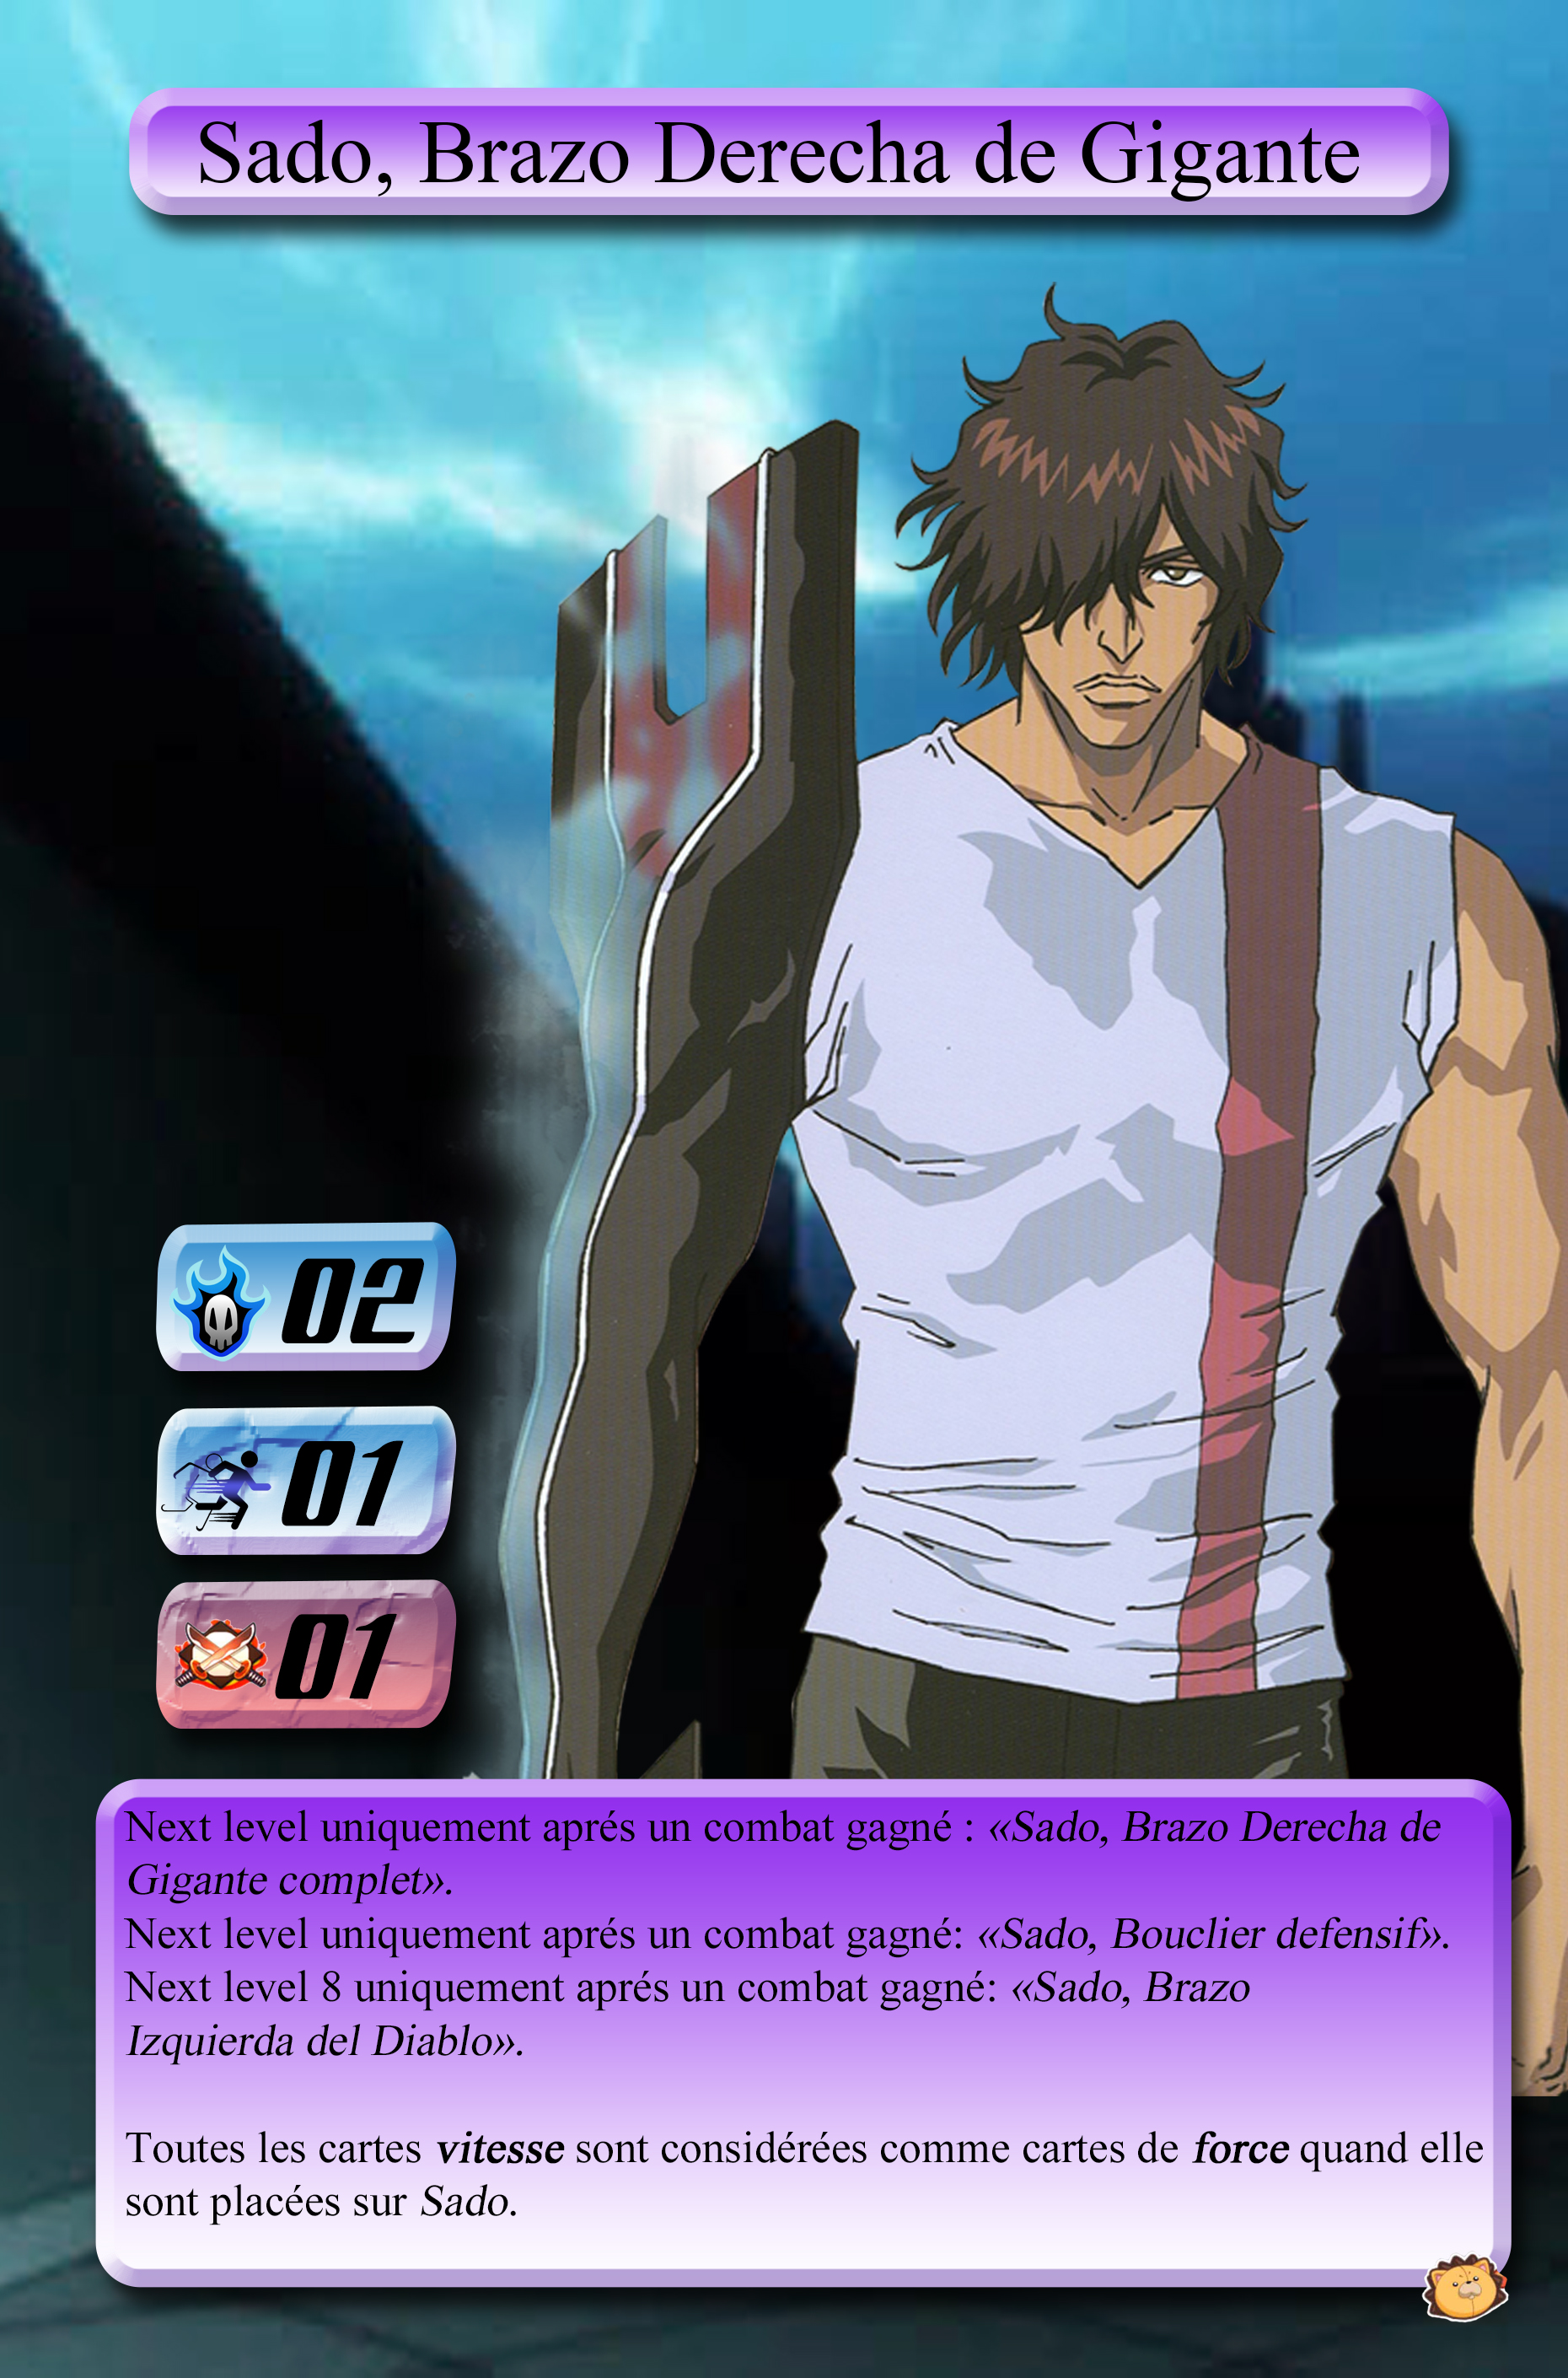 Sado, Brazo Derecha de Gigante
02
01
01
Next level uniquement aprés un combat gagné : «Sado, Brazo Derecha de
Gigante complet».
Next level uniquement aprés un combat gagné: «Sado, Bouclier defensif».
Next level 8 uniquement aprés un combat gagné: «Sado, Brazo
Izquierda del Diablo».
Toutes les cartes vitesse sont considérées comme cartes de force quand elle
sont placées sur Sado.